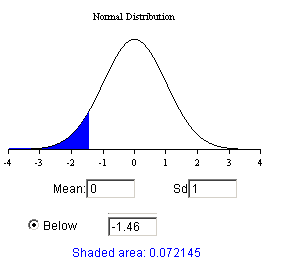 Normal Distribution
-4 -3 -2 -1 0 1 2 3 4
Mean: 0 Sd 1
Below -1.46
Shaded area: 0.072145